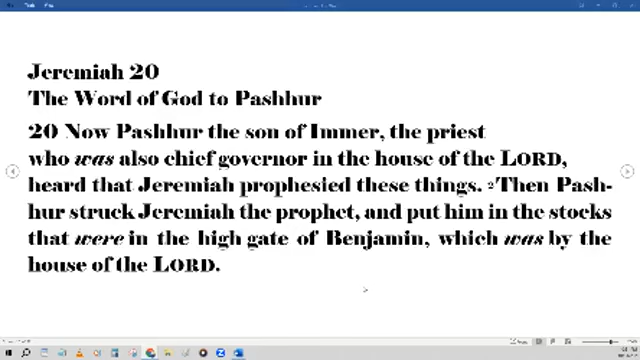 Jeremiah 20
The Word of God to Pashhur
20 Now Pashhur the son of Immer, the priest
who was also chief governor in the house of the LORD,
heard that Jeremiah prophesied these things. 2 Then Pash-
hur struck Jeremiah the prophet, and put him in the stocks
that were in the high gate of Benjamin, which was by the
house of the LORD.